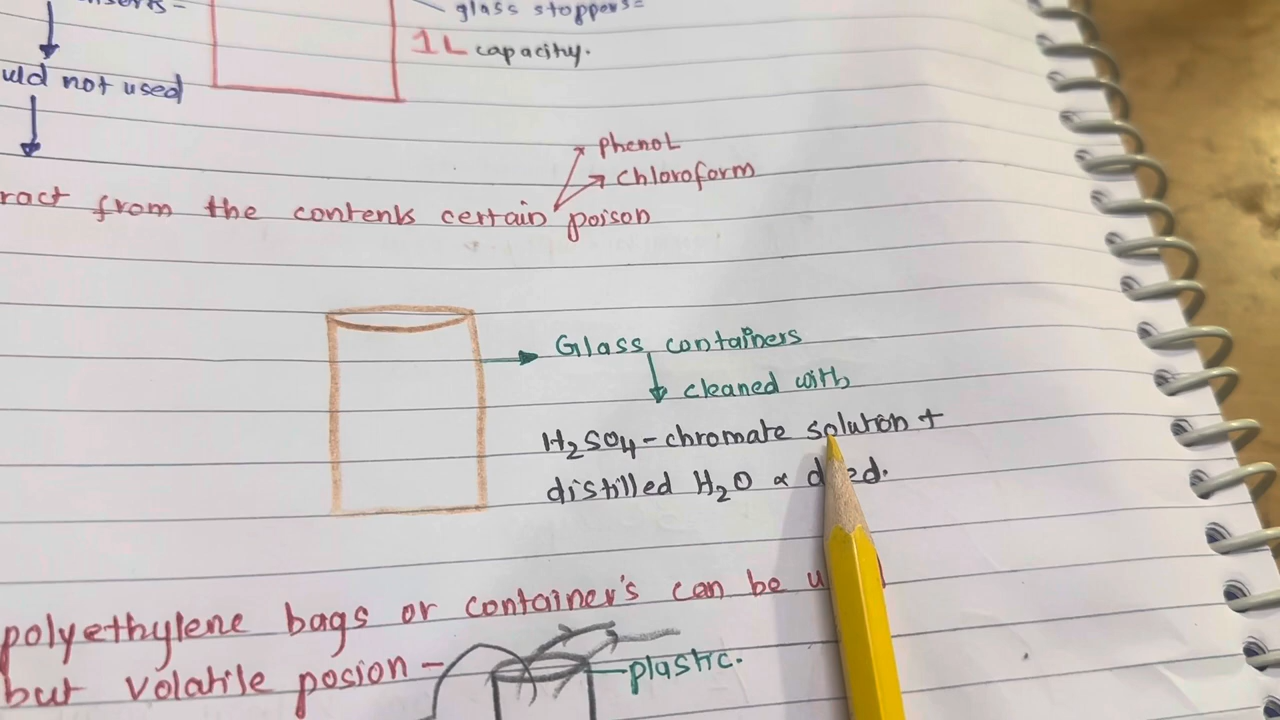 glass stoppers=
1L capacity.
uld not used
phenol
chloroform
ract from the contents certain poison
Glass containers
cleaned with
H2SO4-chromate solution +
distilled H2O &
polyethylene bags or container's can be
but volatile posion -
plastic.